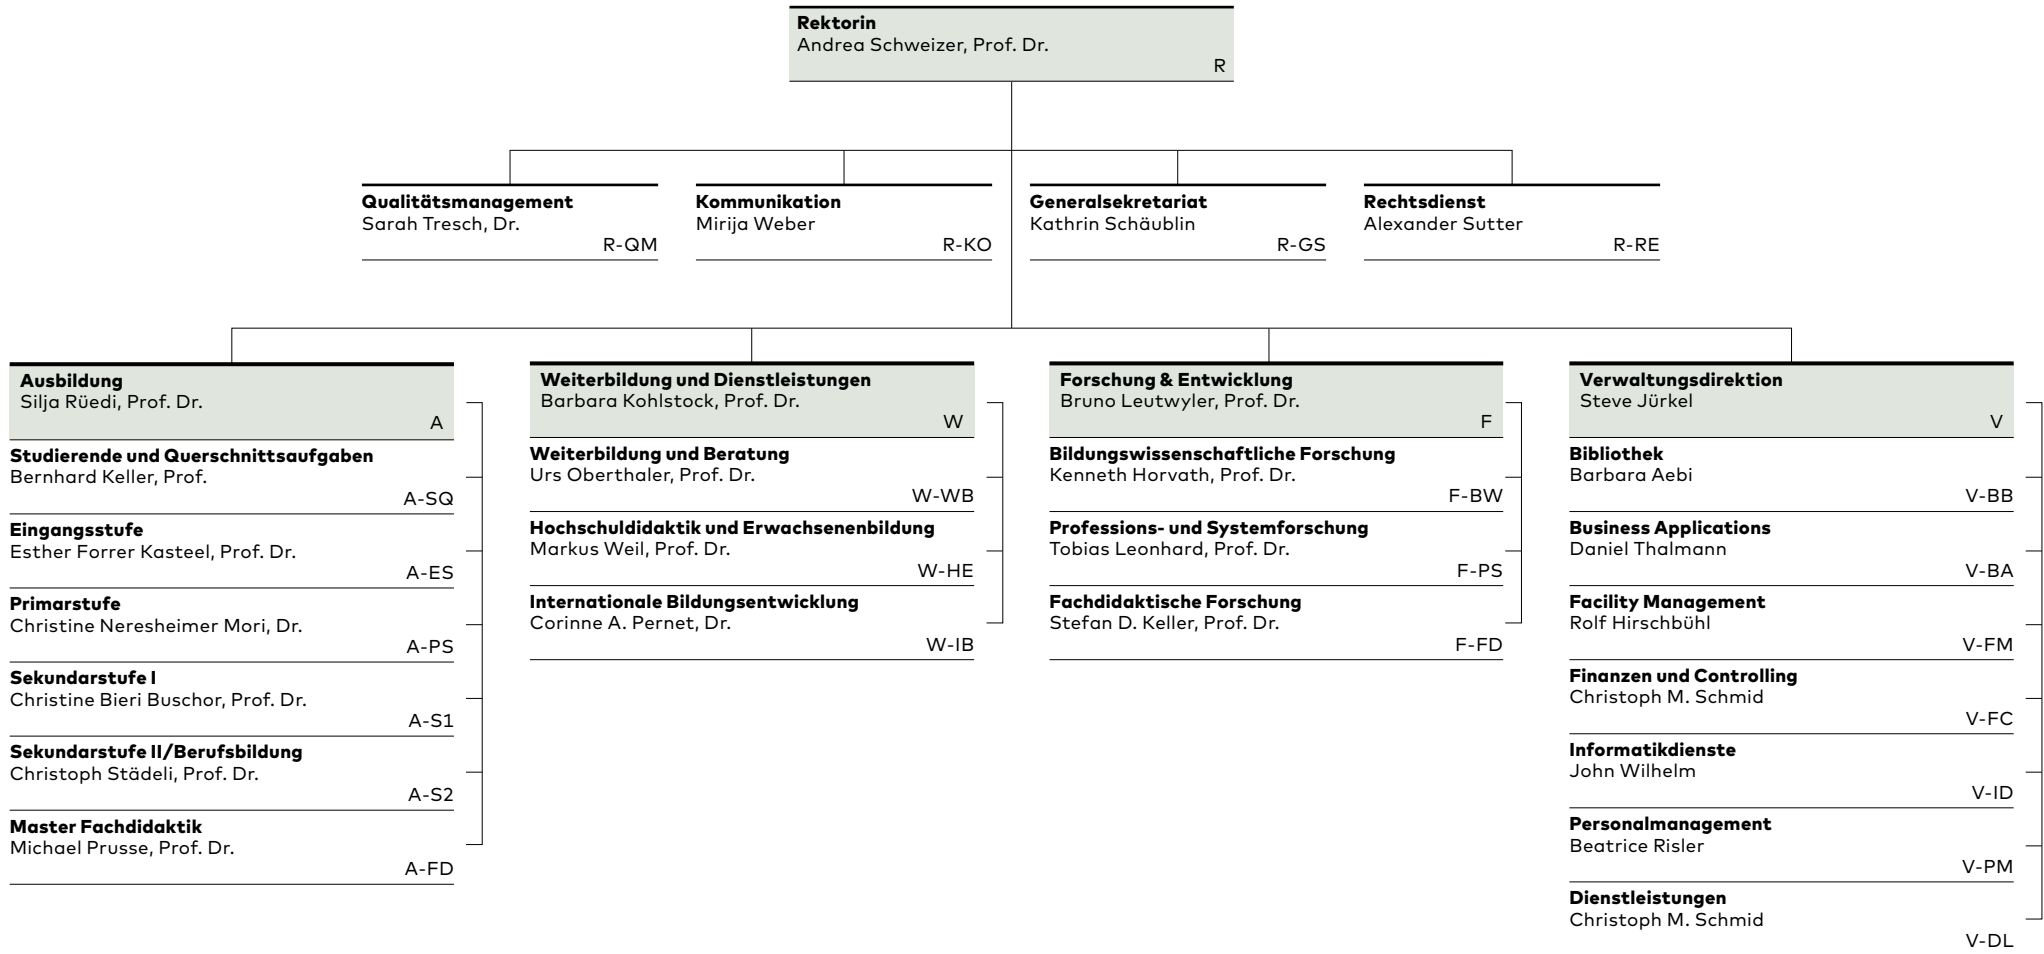 Rektorin
Andrea Schweizer, Prof. Dr.
R
Qualitätsmanagement
Sarah Tresch, Dr.
R-QM
Kommunikation
Mirija Weber
R-KO
Generalsekretariat
Kathrin Schäublin
R-GS
Rechtsdienst
Alexander Sutter
R-RE
Ausbildung
Silja Rüedi, Prof. Dr.
A
Studierende und Querschnittsaufgaben
Bernhard Keller, Prof.
A-SQ
Eingangsstufe
Esther Forrer Kasteel, Prof. Dr.
A-ES
Primarstufe
Christine Neresheimer Mori, Dr.
A-PS
Sekundarstufe I
Christine Bieri Buschor, Prof. Dr.
A-S1
Sekundarstufe II/Berufsbildung
Christoph Städeli, Prof. Dr.
A-S2
Master Fachdidaktik
Michael Prusse, Prof. Dr.
A-FD
Weiterbildung und Dienstleistungen
Barbara Kohlstock, Prof. Dr.
W
Weiterbildung und Beratung
Urs Oberthaler, Prof. Dr.
W-WB
Hochschuldidaktik und Erwachsenenbildung
Markus Weil, Prof. Dr.
W-HE
Internationale Bildungsentwicklung
Corinne A. Pernet, Dr.
W-IB
Forschung & Entwicklung
Bruno Leutwyler, Prof. Dr.
F
Bildungswissenschaftliche Forschung
Kenneth Horvath, Prof. Dr.
F-BW
Professions- und Systemforschung
Tobias Leonhard, Prof. Dr.
F-PS
Fachdidaktische Forschung
Stefan D. Keller, Prof. Dr.
F-FD
Verwaltungsdirektion
Steve Jürkel
V
Bibliothek
Barbara Aebi
V-BB
Business Applications
Daniel Thalmann
V-BA
Facility Management
Rolf Hirschbühl
V-FM
Finanzen und Controlling
Christoph M. Schmid
V-FC
Informatikdienste
John Wilhelm
V-ID
Personalmanagement
Beatrice Risler
V-PM
Dienstleistungen
Christoph M. Schmid
V-DL